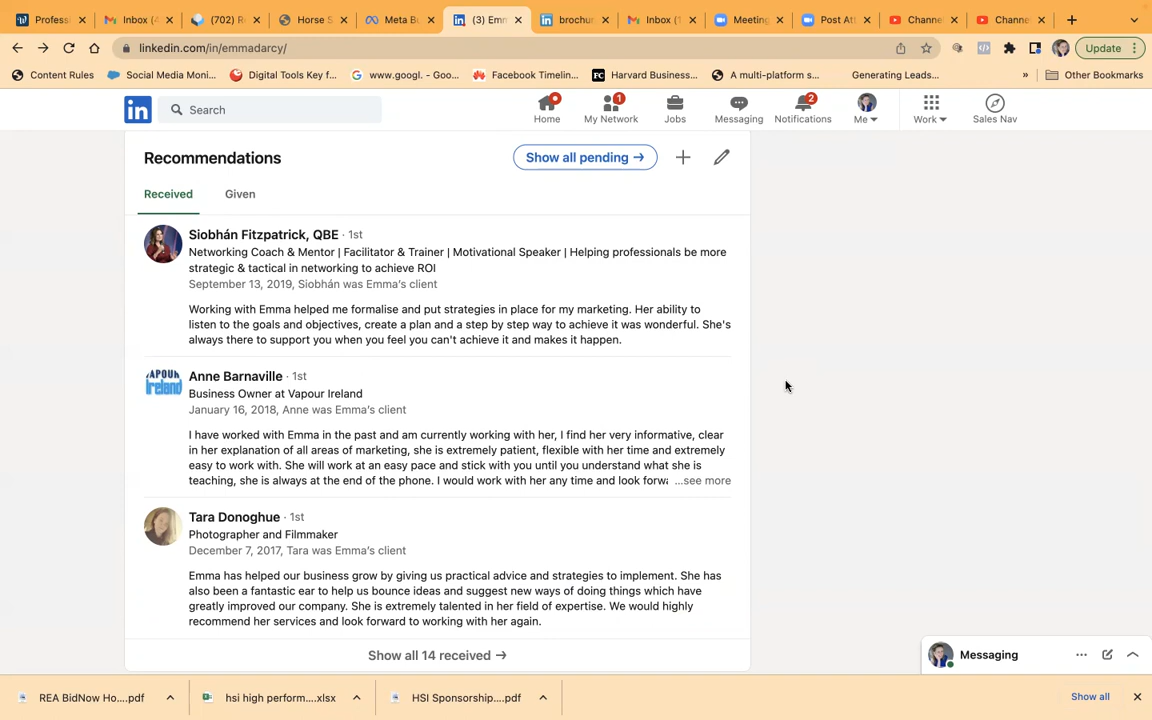 Profess
Inbox (4
(702) R
Horse S
Meta Bu
(3) Emm
brochur
Inbox (1
Meeting
Post Att
Channe
Channe
linkedin.com/in/emmadarcy/
Update
Content Rules
Social Media Moni...
Digital Tools Key f...
www.googl. - Goo...
Facebook Timelin...
Harvard Business...
A multi-platform s...
Generating Leads...
»
Other Bookmarks
in
Search
Home
1
My Network
Jobs
Messaging
2
Notifications
Me
Work
Sales Nav
Recommendations
Show all pending →
Received
Given
Siobhán Fitzpatrick, QBE · 1st
Networking Coach & Mentor | Facilitator & Trainer | Motivational Speaker | Helping professionals be more
strategic & tactical in networking to achieve ROI
September 13, 2019, Siobhán was Emma's client
Working with Emma helped me formalise and put strategies in place for my marketing. Her ability to
listen to the goals and objectives, create a plan and a step by step way to achieve it was wonderful. She's
always there to support you when you feel you can't achieve it and makes it happen.
Anne Barnaville · 1st
Business Owner at Vapour Ireland
January 16, 2018, Anne was Emma's client
I have worked with Emma in the past and am currently working with her, I find her very informative, clear
in her explanation of all areas of marketing, she is extremely patient, flexible with her time and extremely
easy to work with. She will work at an easy pace and stick with you until you understand what she is
teaching, she is always at the end of the phone. I would work with her any time and look forwa ...see more
Tara Donoghue · 1st
Photographer and Filmmaker
December 7, 2017, Tara was Emma's client
Emma has helped our business grow by giving us practical advice and strategies to implement. She has
also been a fantastic ear to help us bounce ideas and suggest new ways of doing things which have
greatly improved our company. She is extremely talented in her field of expertise. We would highly
recommend her services and look forward to working with her again.
Show all 14 received →
Messaging
REA BidNow Ho....pdf
hsi high perform....xlsx
HSI Sponsorship....pdf
Show all